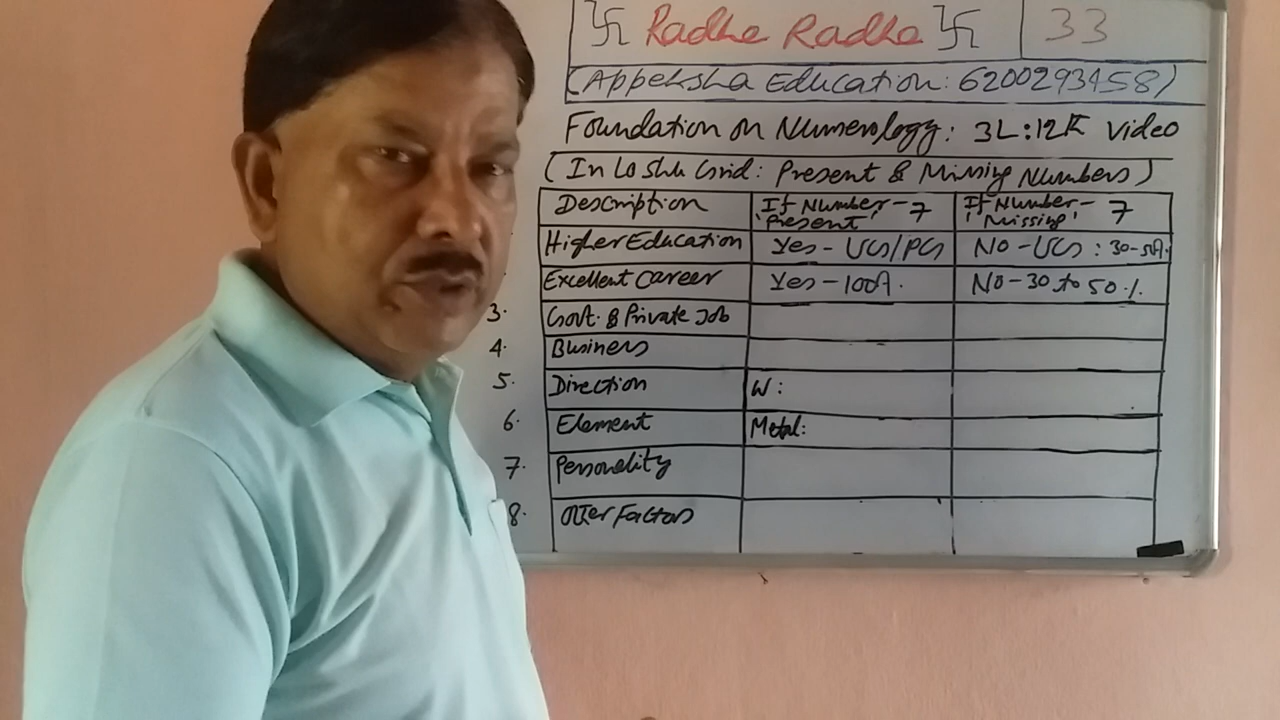 卐 Radhe Radhe 卐 33
(Appeksha Education: 6200293458)
Foundation on Numerology: 3L:12th Video
(In Lo Shu Grid: Present & Missing Numbers)
Description If Number-7 'Present' If Number-7 'Missing'
Higher Education Yes - UG/PG No - UG: 30-50%.
Excellent Career Yes - 100%. No - 30 to 50%.
3. Govt. & Private Job
4. Business
5. Direction W:
6. Element Metal:
7. Personality
8. Other Factors